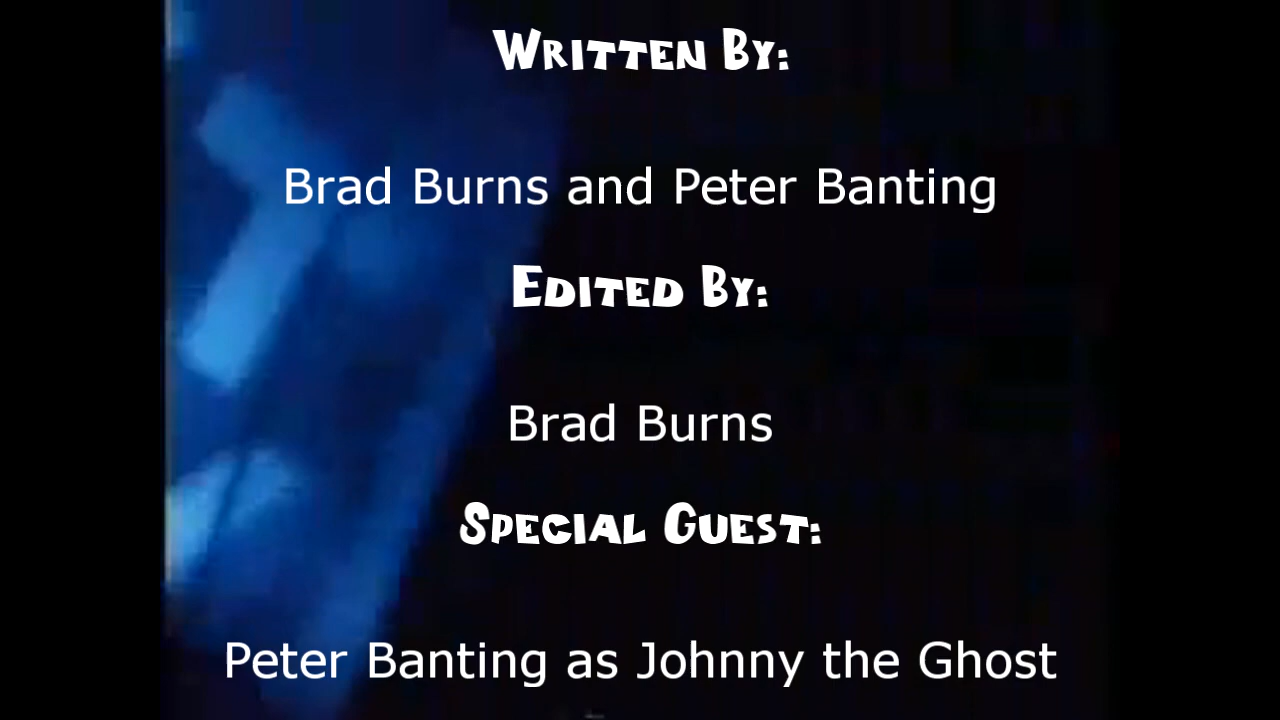 Written By:
Brad Burns and Peter Banting
Edited By:
Brad Burns
Special Guest:
Peter Banting as Johnny the Ghost